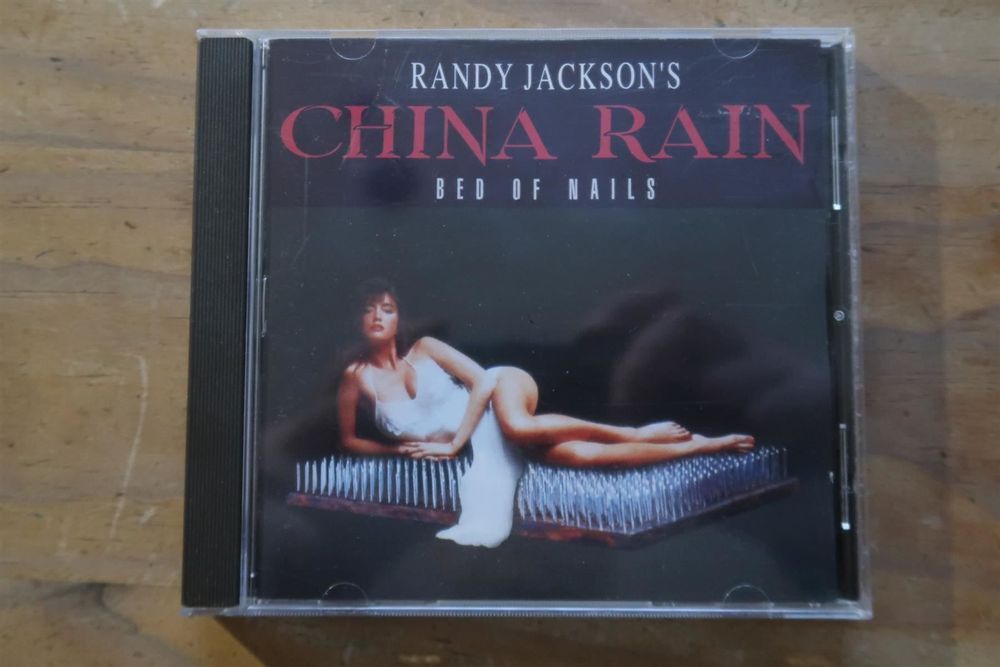 RANDY JACKSON'S
CHINA RAIN
BED OF NAILS